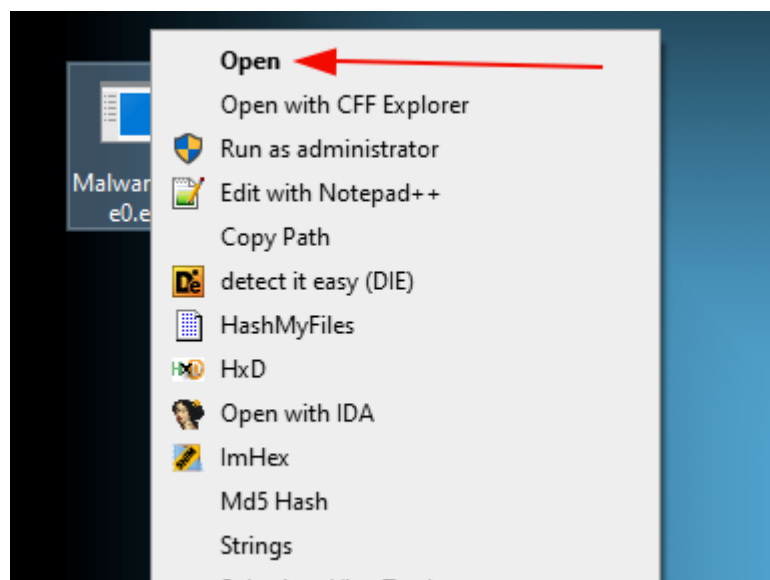 Malwar
e0.e
Open
Open with CFF Explorer
Run as administrator
Edit with Notepad++
Copy Path
detect it easy (DIE)
HashMyFiles
HxD
Open with IDA
ImHex
Md5 Hash
Strings